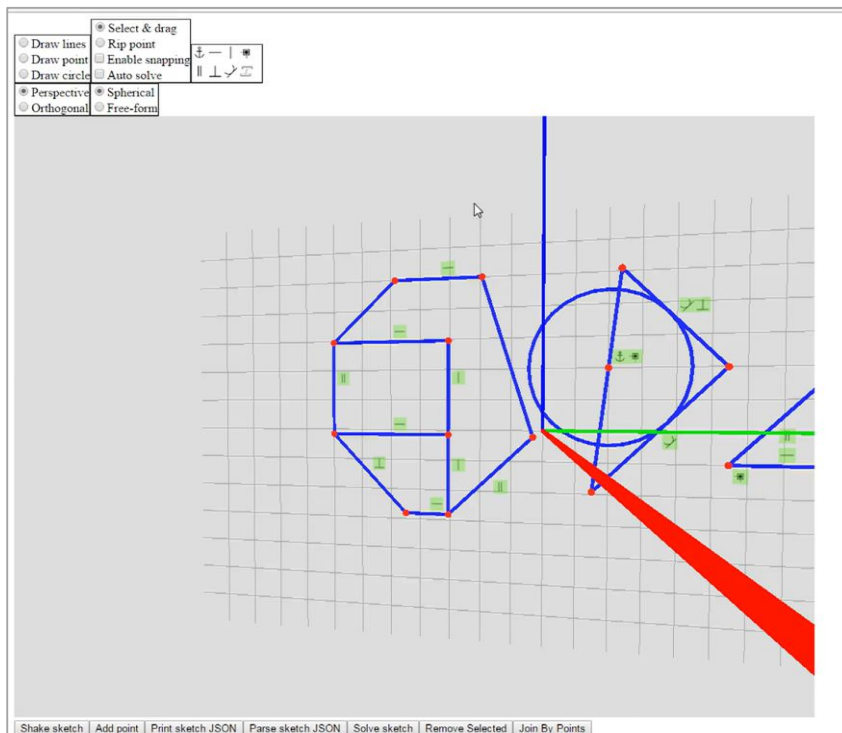 Draw lines
Draw point
Draw circle
Select & drag
Rip point
Enable snapping
Auto solve
Perspective
Orthogonal
Spherical
Free-form
Shake sketch
Add point
Print sketch JSON
Parse sketch JSON
Solve sketch
Remove Selected
Join By Points